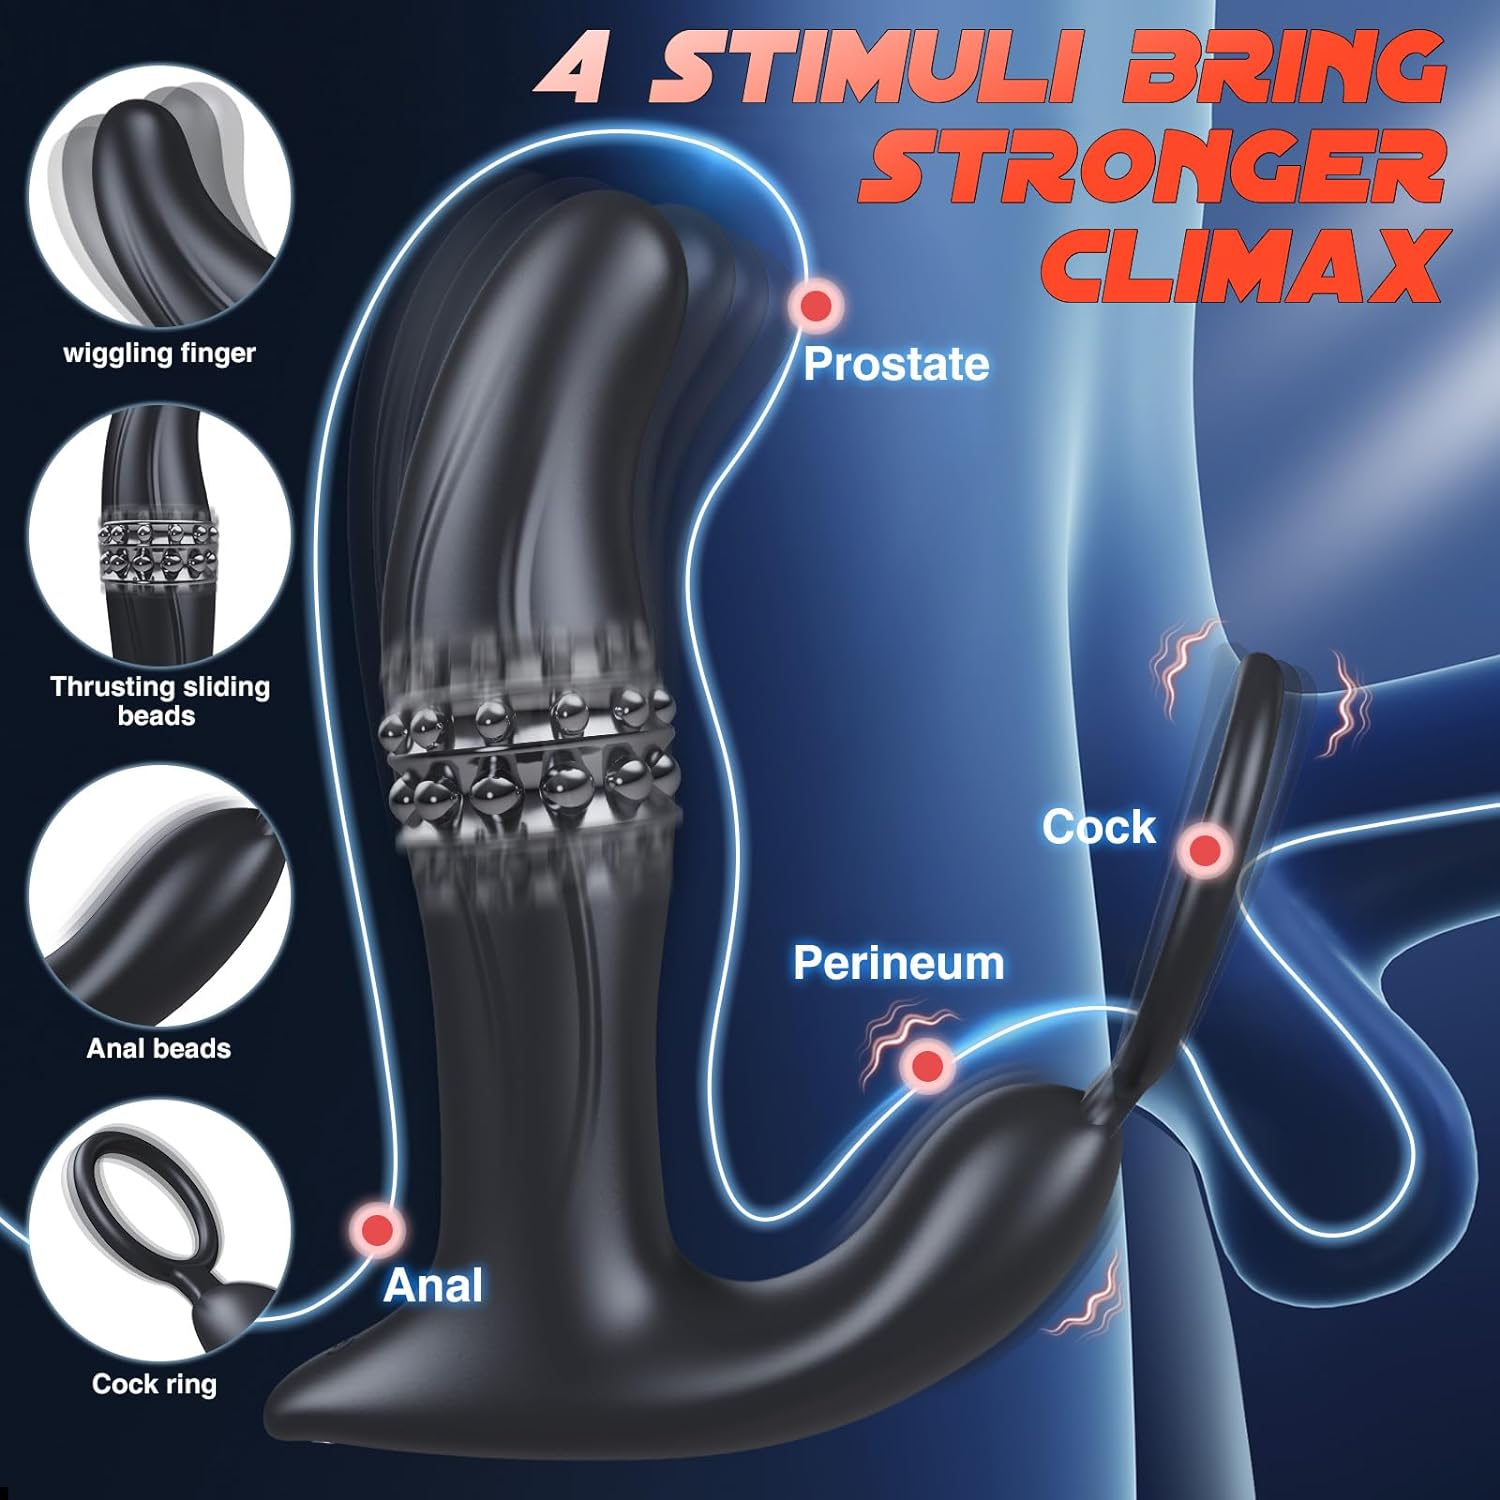 4 STIMULI BRING
STRONGER
CLIMAX
wiggling finger
Prostate
Thrusting sliding
beads
Cock
Perineum
Anal beads
Anal
Cock ring